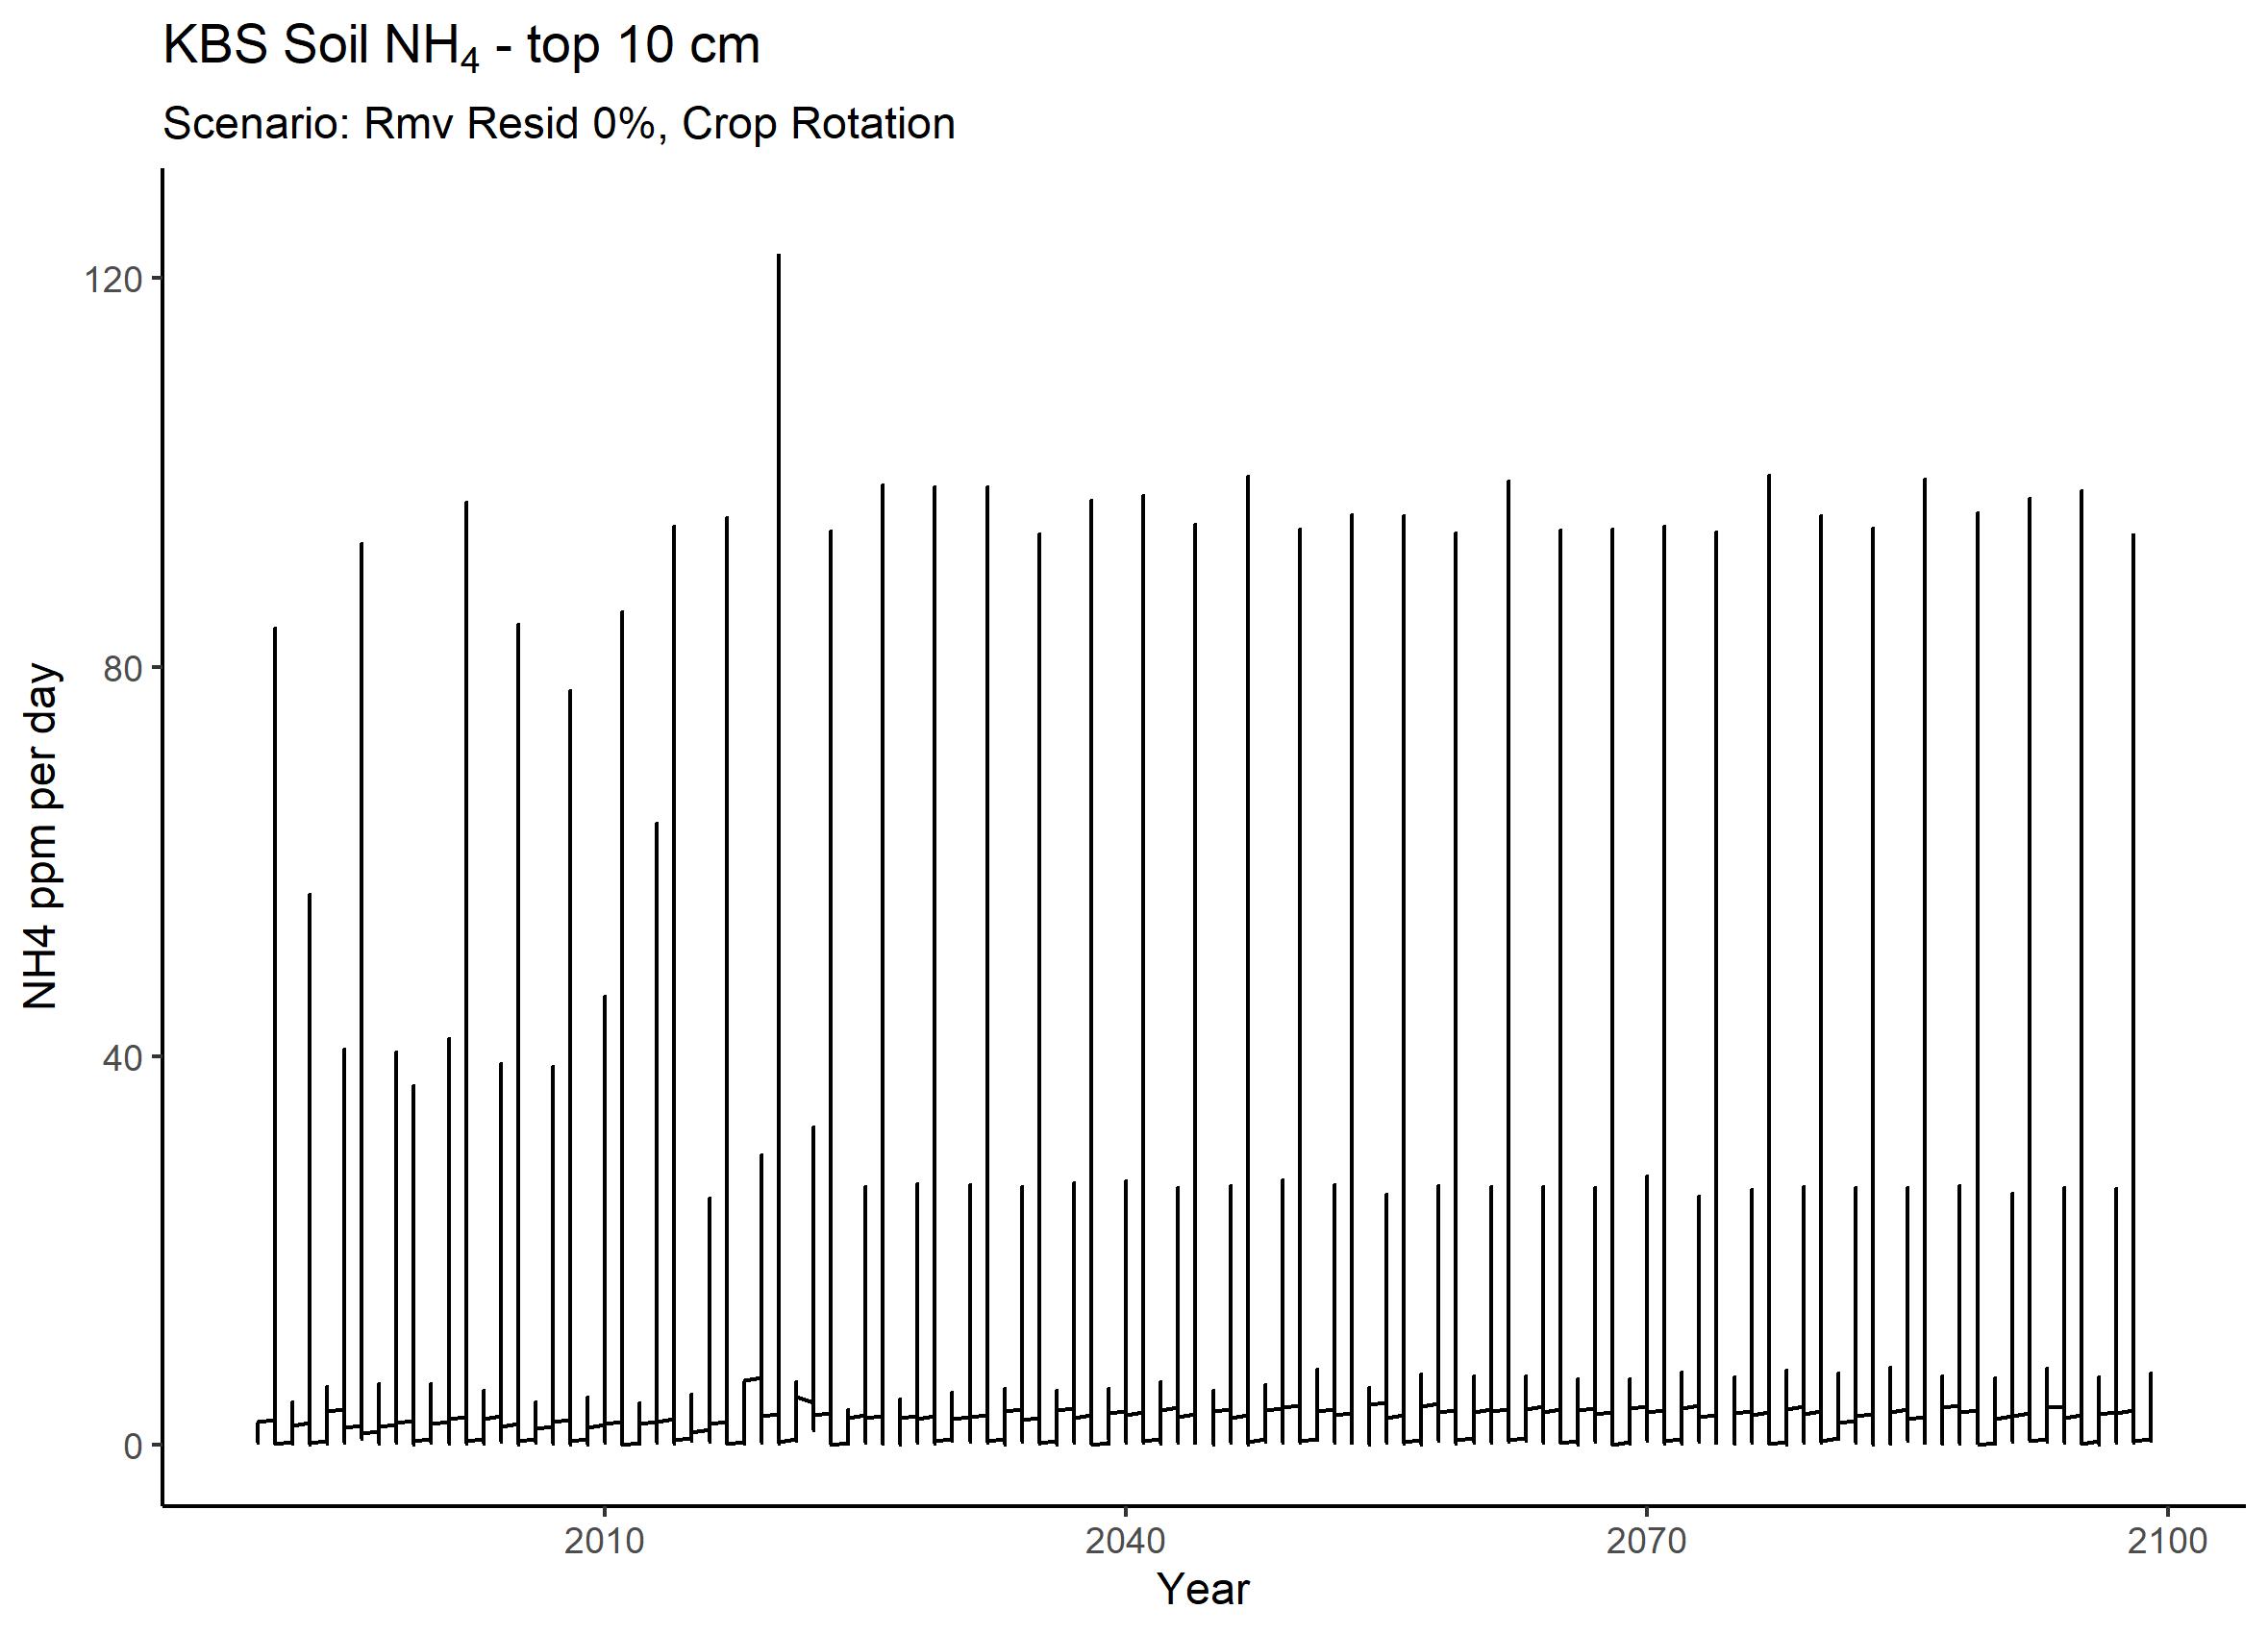 KBS Soil NH₄ - top 10 cm
Scenario: Rmv Resid 0%, Crop Rotation
NH4 ppm per day
120
80
40
0
2010 2040 2070 2100
Year